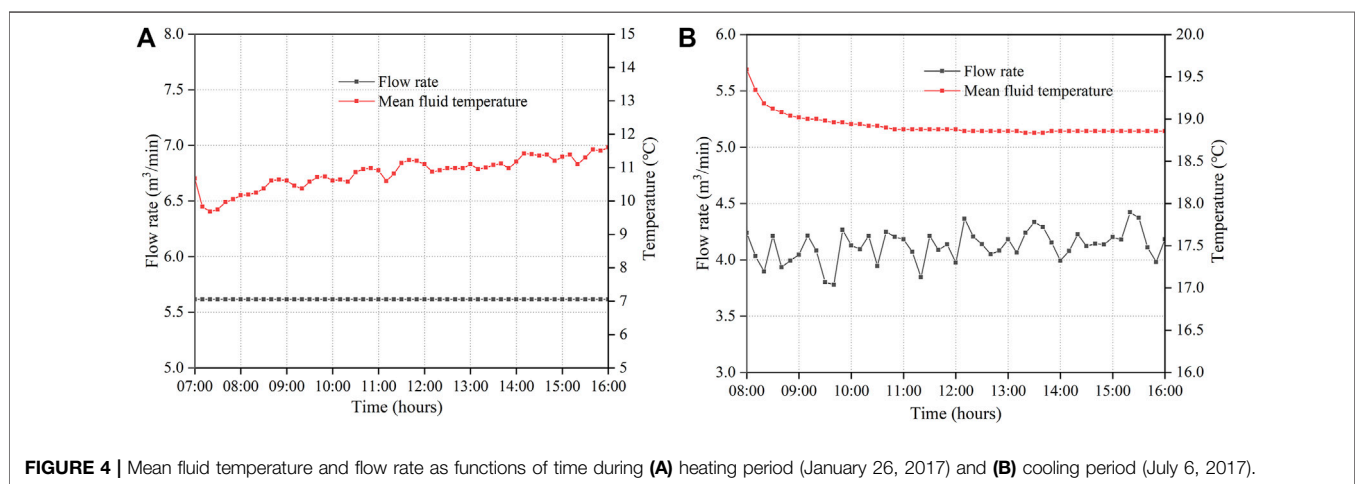 A
B
8.0
7.5
7.0
6.5
6.0
5.5
5.0
Flow rate (m³/min)
Flow rate
Mean fluid temperature
15
14
13
12
11
10
9
8
7
6
5
Temperature (°C)
07:00 08:00 09:00 10:00 11:00 12:00 13:00 14:00 15:00 16:00
Time (hours)
6.0
5.5
5.0
4.5
4.0
3.5
3.0
Flow rate (m³/min)
Flow rate
Mean fluid temperature
20.0
19.5
19.0
18.5
18.0
17.5
17.0
16.5
16.0
Temperature (°C)
08:00 09:00 10:00 11:00 12:00 13:00 14:00 15:00 16:00
Time (hours)
FIGURE 4 | Mean fluid temperature and flow rate as functions of time during (A) heating period (January 26, 2017) and (B) cooling period (July 6, 2017).